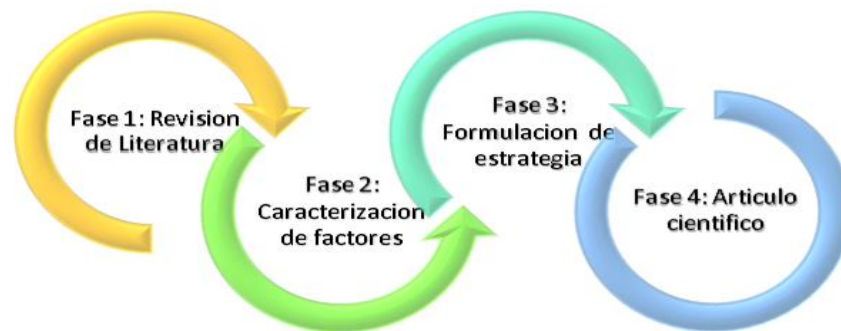 Fase 1: Revision
de Literatura
Fase 2:
Caracterizacion
de factores
Fase 3:
Formulacion de
estrategia
Fase 4: Articulo
cientifico